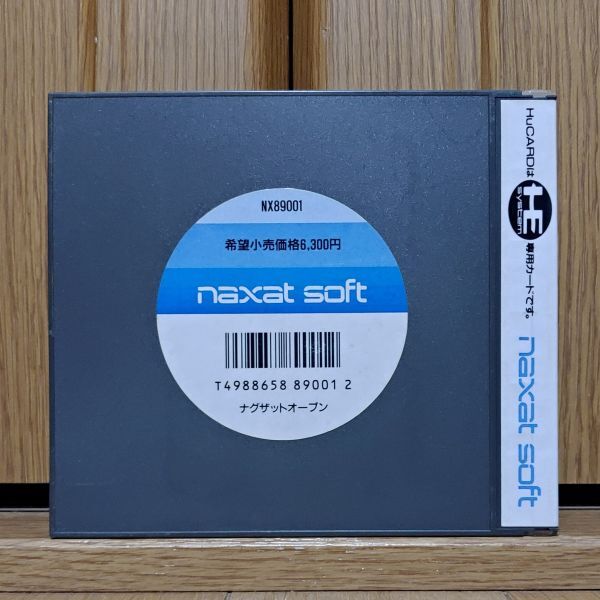 NX89001
希望小売価格6,300円
naxat soft
T4988658 89001 2
ナグザットオープン
HuCARDは HE system 専用カードです。
naxat soft